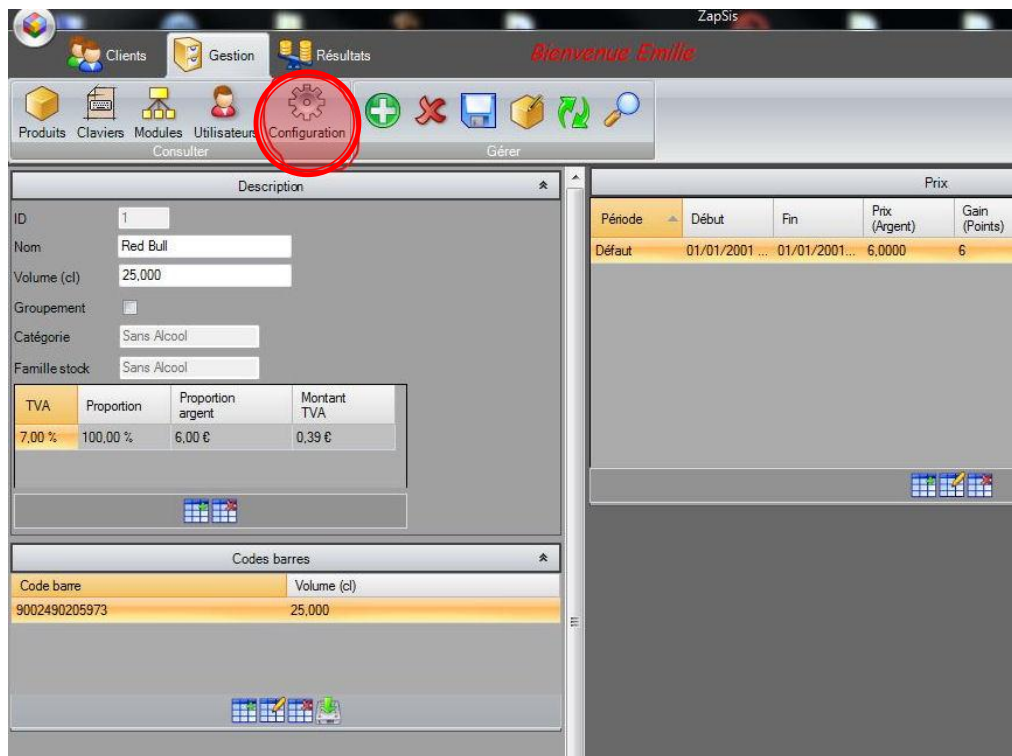 ZapSis
Clients Gestion Résultats Bienvenue Emilie
Produits Claviers Modules Utilisateurs Configuration
Consulter Gérer
Description
ID 1
Nom Red Bull
Volume (cl) 25,000
Groupement
Catégorie Sans Alcool
Famille stock Sans Alcool
TVA Proportion Proportion argent Montant TVA
7,00 % 100,00 % 6,00 € 0,39 €
Codes barres
Code barre Volume (cl)
9002490205973 25,000
Prix
Période Début Fin Prix (Argent) Gain (Points)
Défaut 01/01/2001 ... 01/01/2001... 6,0000 6